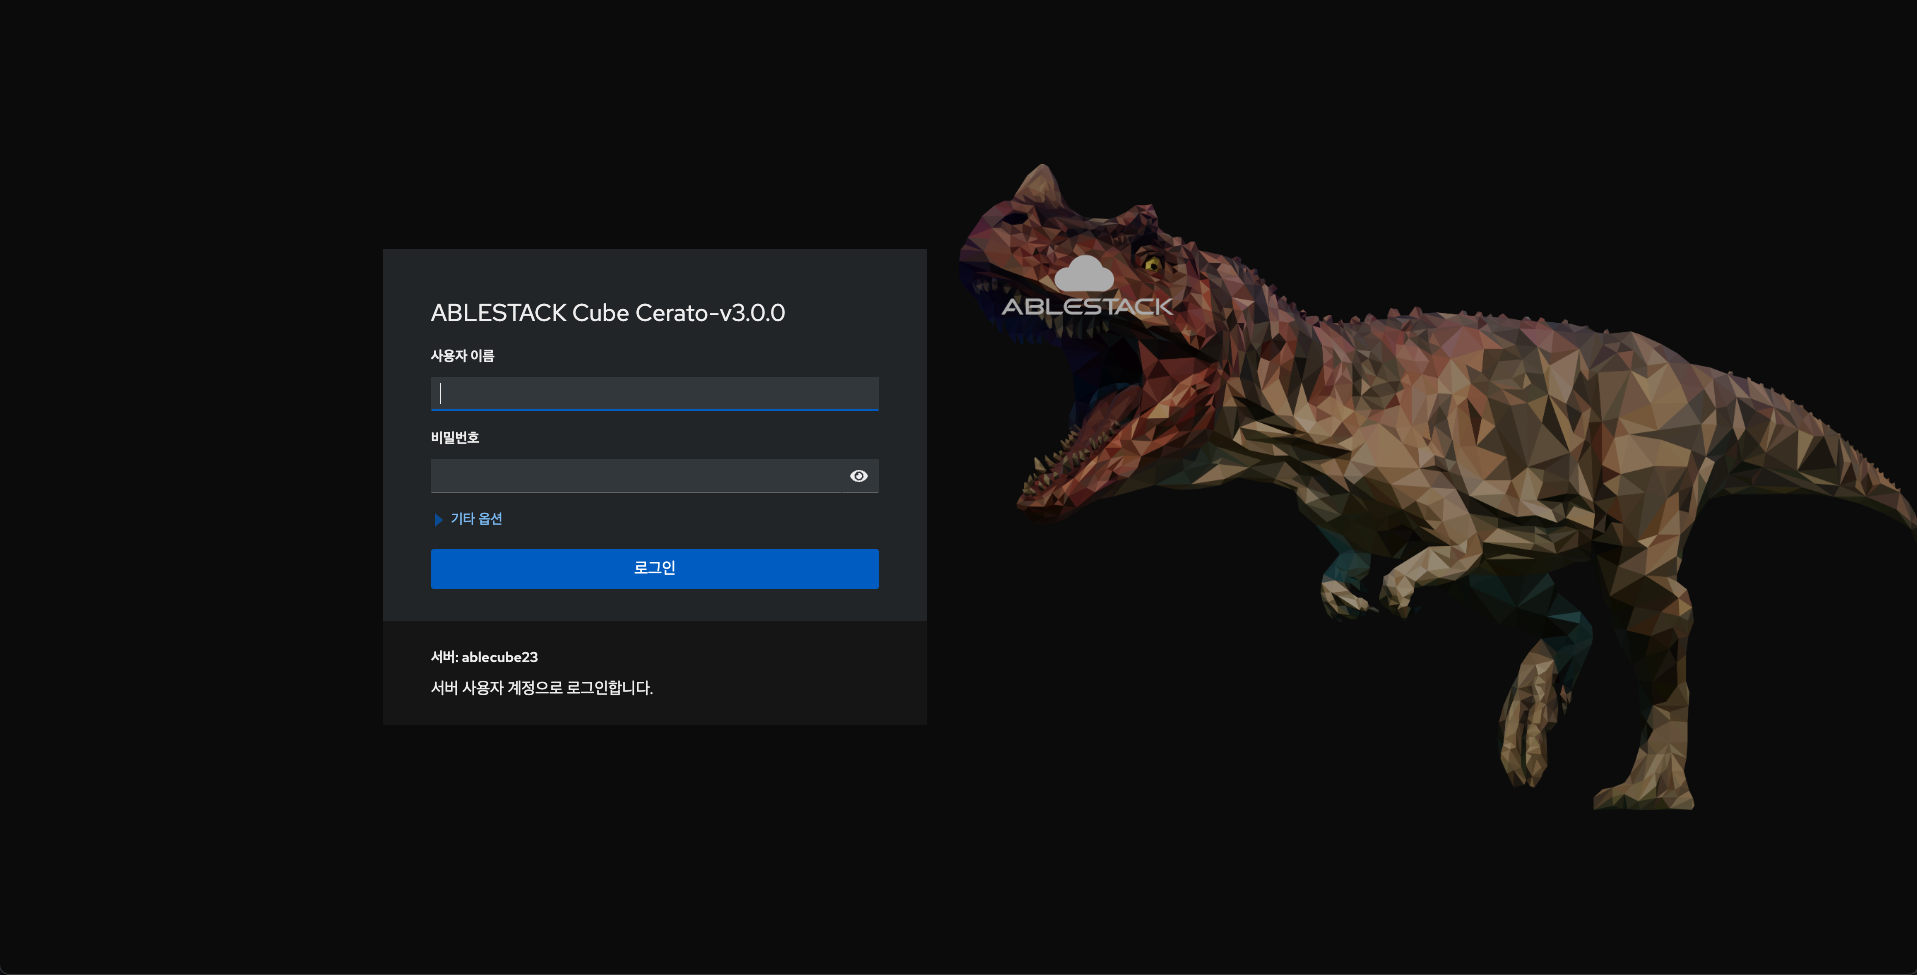 ABLESTACK Cube Cerato-v3.0.0
사용자 이름
비밀번호
기타 옵션
로그인
서버: ablecube23
서버 사용자 계정으로 로그인합니다.
ABLESTACK